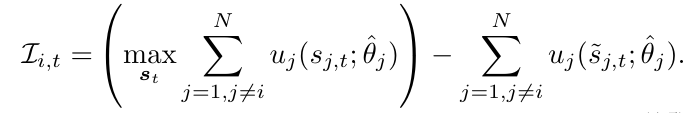 $$\mathcal{I}_{i,t} = \left( \max_{\boldsymbol{s}_t} \sum_{j=1, j \neq i}^{N} u_j(s_{j,t}; \hat{\theta}_j) \right) - \sum_{j=1, j \neq i}^{N} u_j(\tilde{s}_{j,t}; \hat{\theta}_j).$$